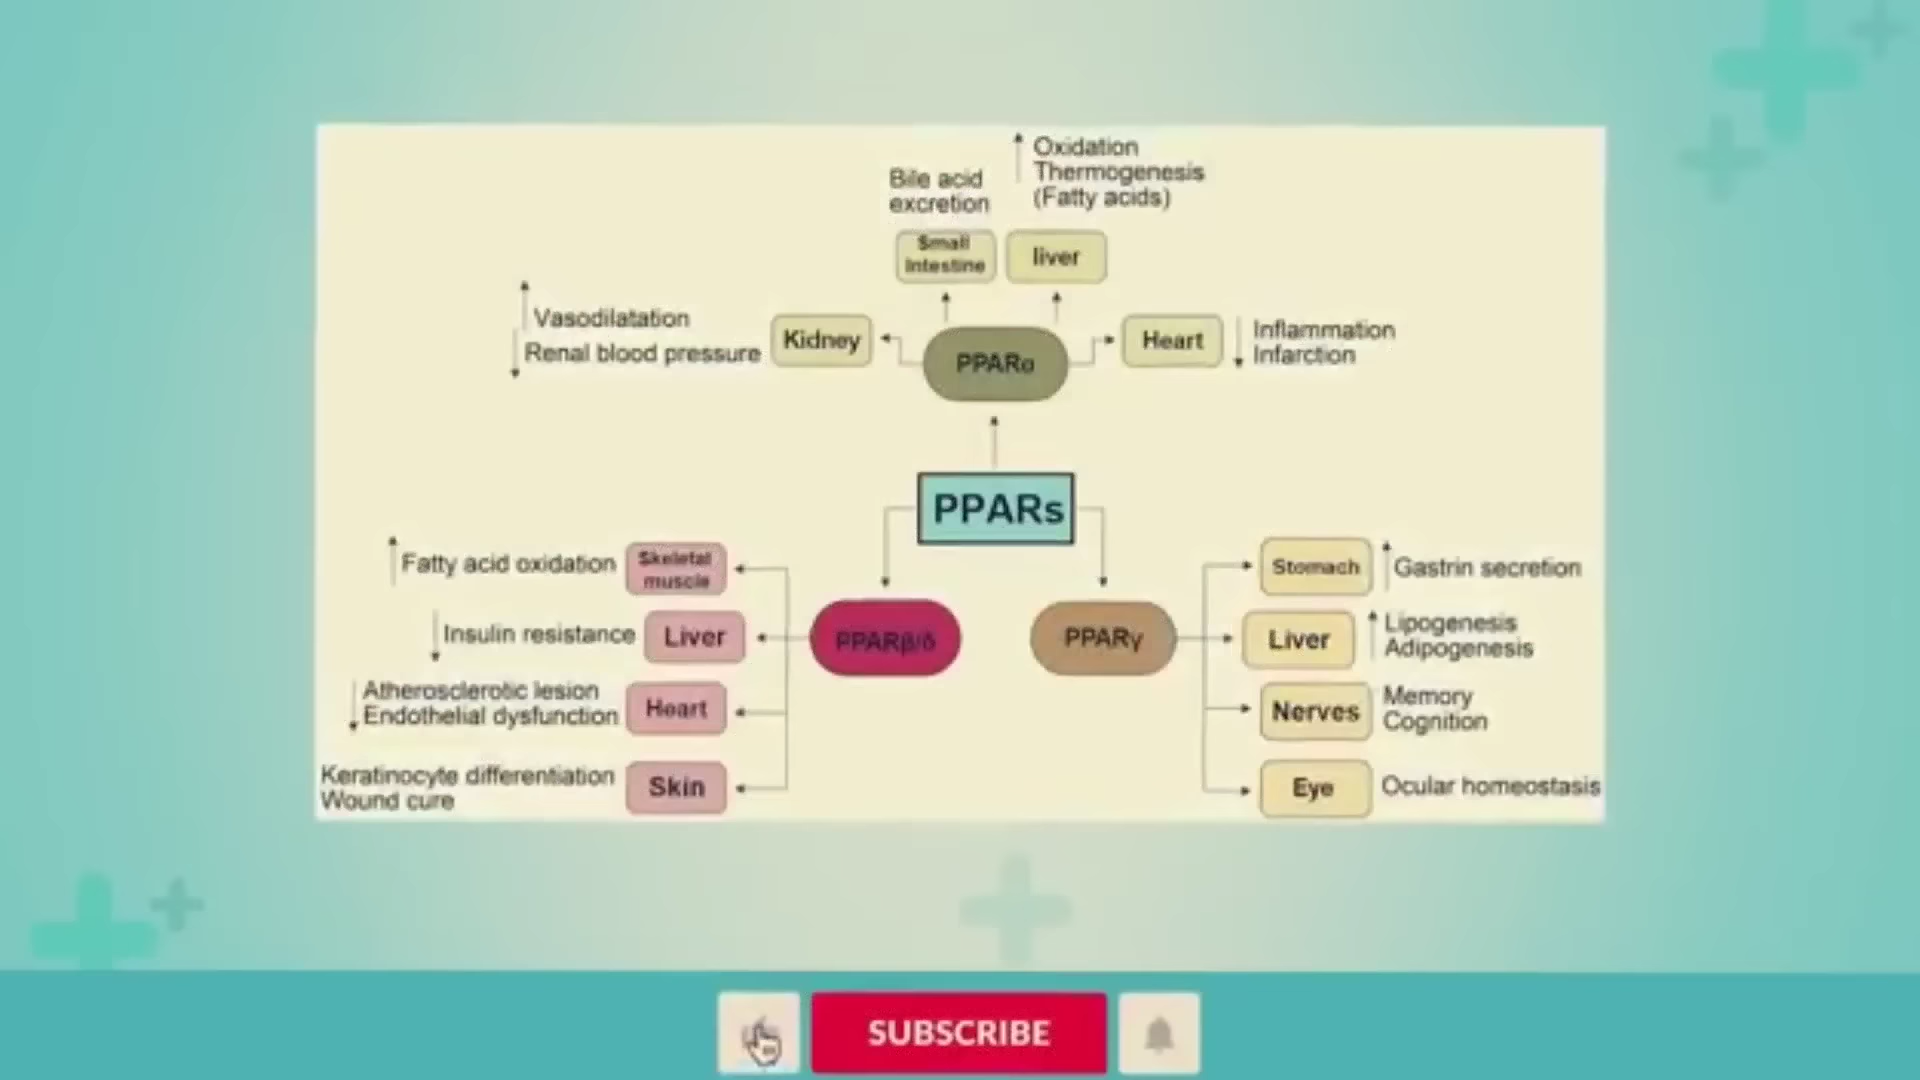 Oxidation
Thermogenesis
(Fatty acids)
Bile acid
excretion
Small
Intestine
liver
Vasodilatation
Renal blood pressure
Kidney
PPARα
Heart
Inflammation
Infarction
PPARs
Fatty acid oxidation
Skeletal
muscle
Insulin resistance
Liver
Atherosclerotic lesion
Endothelial dysfunction
Heart
Keratinocyte differentiation
Wound cure
Skin
PPARβ/δ
PPARγ
Stomach
Gastrin secretion
Liver
Lipogenesis
Adipogenesis
Nerves
Memory
Cognition
Eye
Ocular homeostasis
SUBSCRIBE